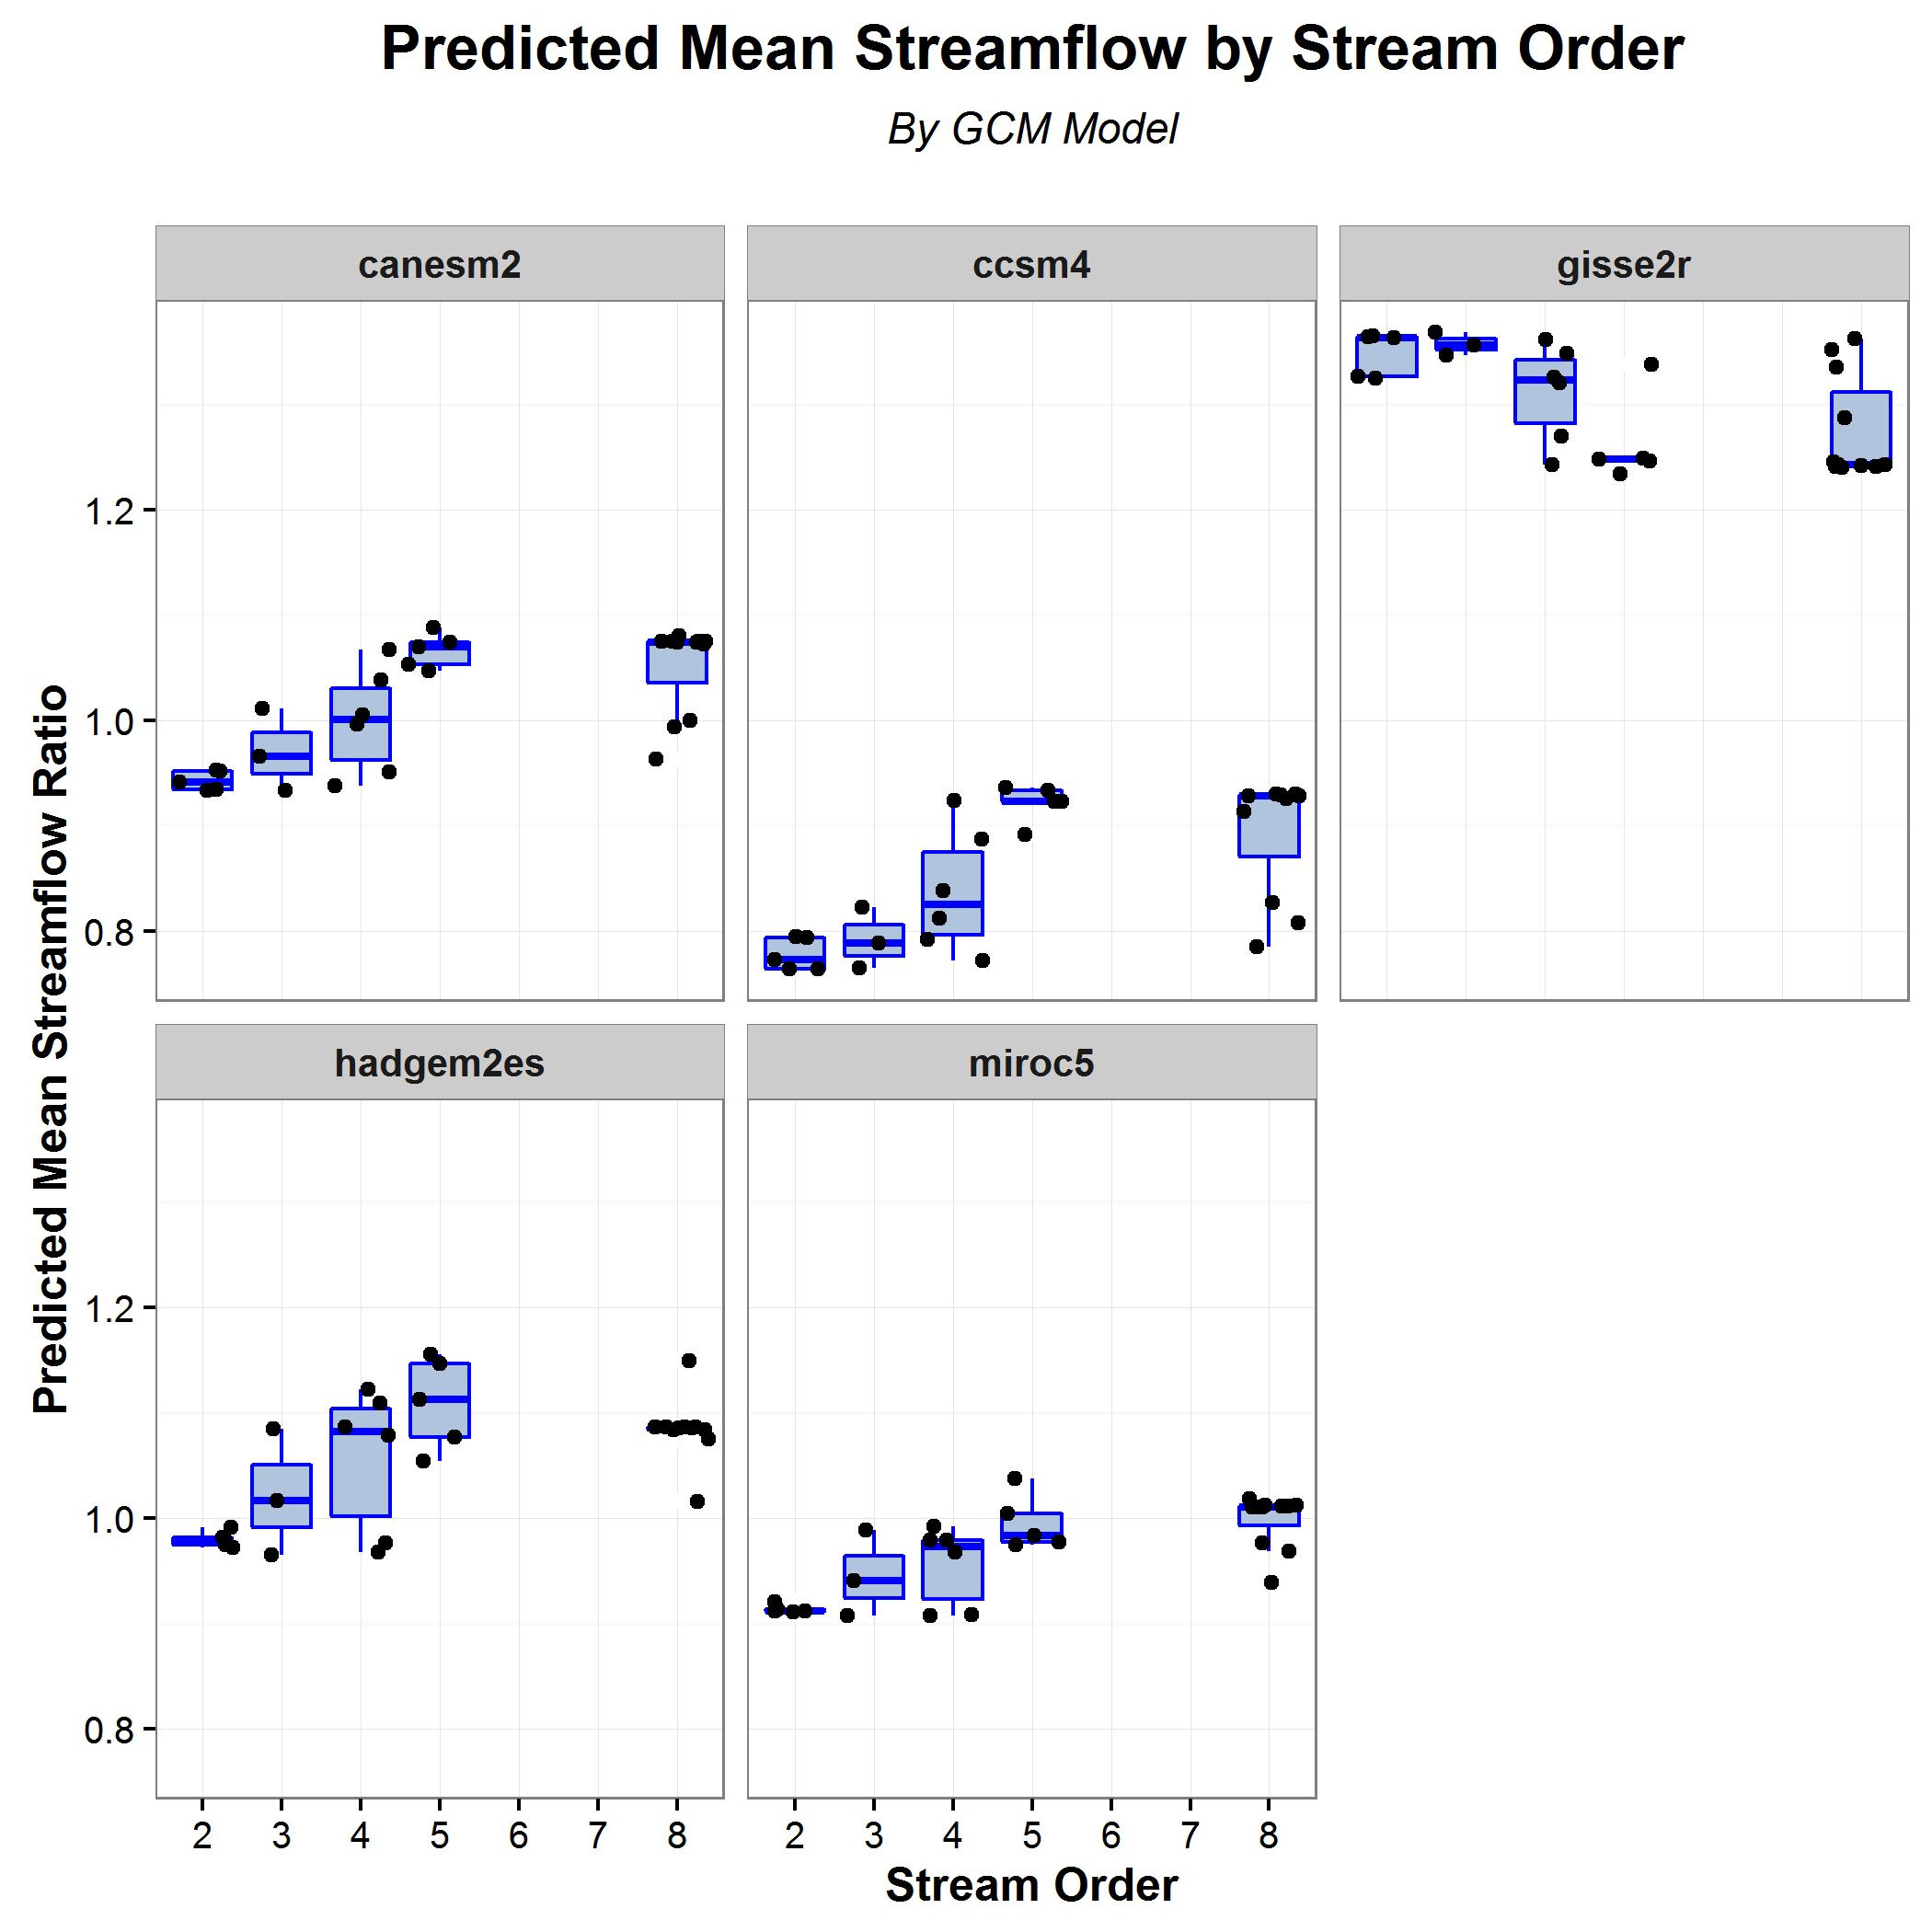 Predicted Mean Streamflow by Stream Order
By GCM Model
canesm2
ccsm4
gisse2r
1.2
1.0
0.8
Predicted Mean Streamflow Ratio
hadgem2es
miroc5
1.2
1.0
0.8
2 3 4 5 6 7 8
2 3 4 5 6 7 8
Stream Order